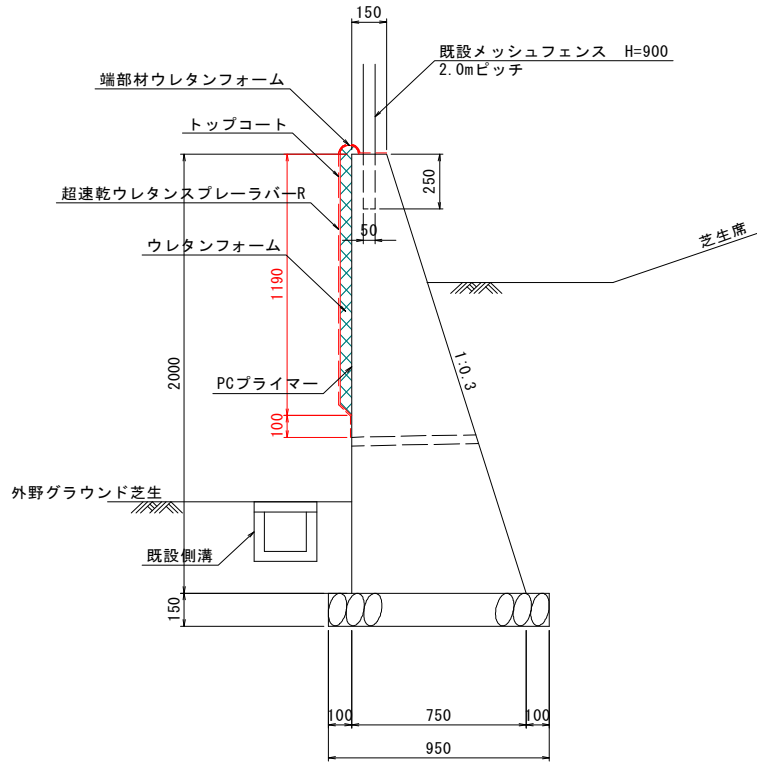 150
既設メッシュフェンス H=900
2.0mピッチ
端部材ウレタンフォーム
トップコート
250
超速乾ウレタンスプレーラバーR
50
芝生席
ウレタンフォーム
1190
2000
1:0.3
PCプライマー
100
外野グラウンド芝生
既設側溝
150
100
750
100
950